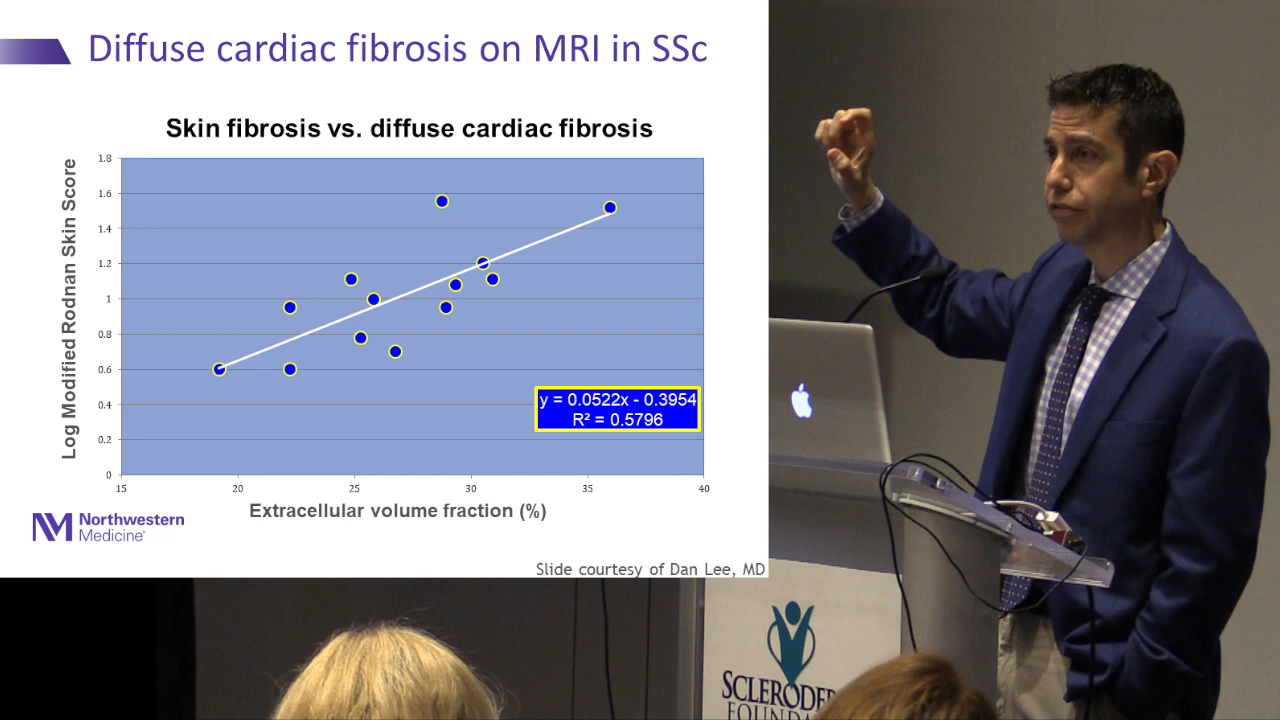 Diffuse cardiac fibrosis on MRI in SSc
Skin fibrosis vs. diffuse cardiac fibrosis
Log Modified Rodnan Skin Score
1.8
1.6
1.4
1.2
1
0.8
0.6
0.4
0.2
0
15 20 25 30 35 40
y = 0.0522x - 0.3954
R² = 0.5796
Extracellular volume fraction (%)
NM Northwestern
Medicine®
Slide courtesy of Dan Lee, MD